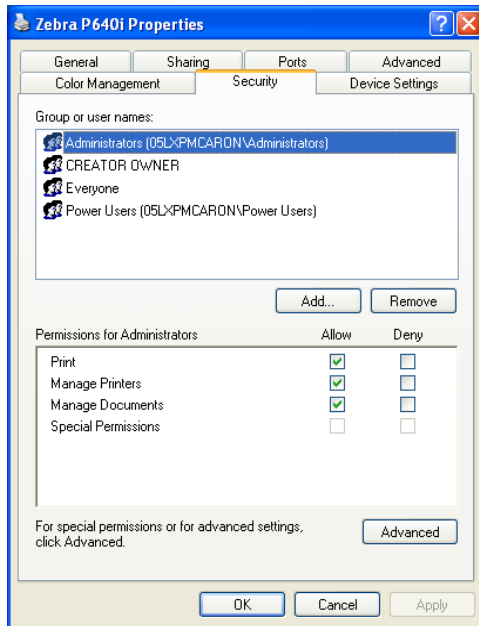 Zebra P640i Properties
General Sharing Ports Advanced
Color Management Security Device Settings
Group or user names:
Administrators (05LXPMCARON\Administrators)
CREATOR OWNER
Everyone
Power Users (05LXPMCARON\Power Users)
Add... Remove
Permissions for Administrators Allow Deny
Print
Manage Printers
Manage Documents
Special Permissions
For special permissions or for advanced settings,
click Advanced.
Advanced
OK Cancel Apply